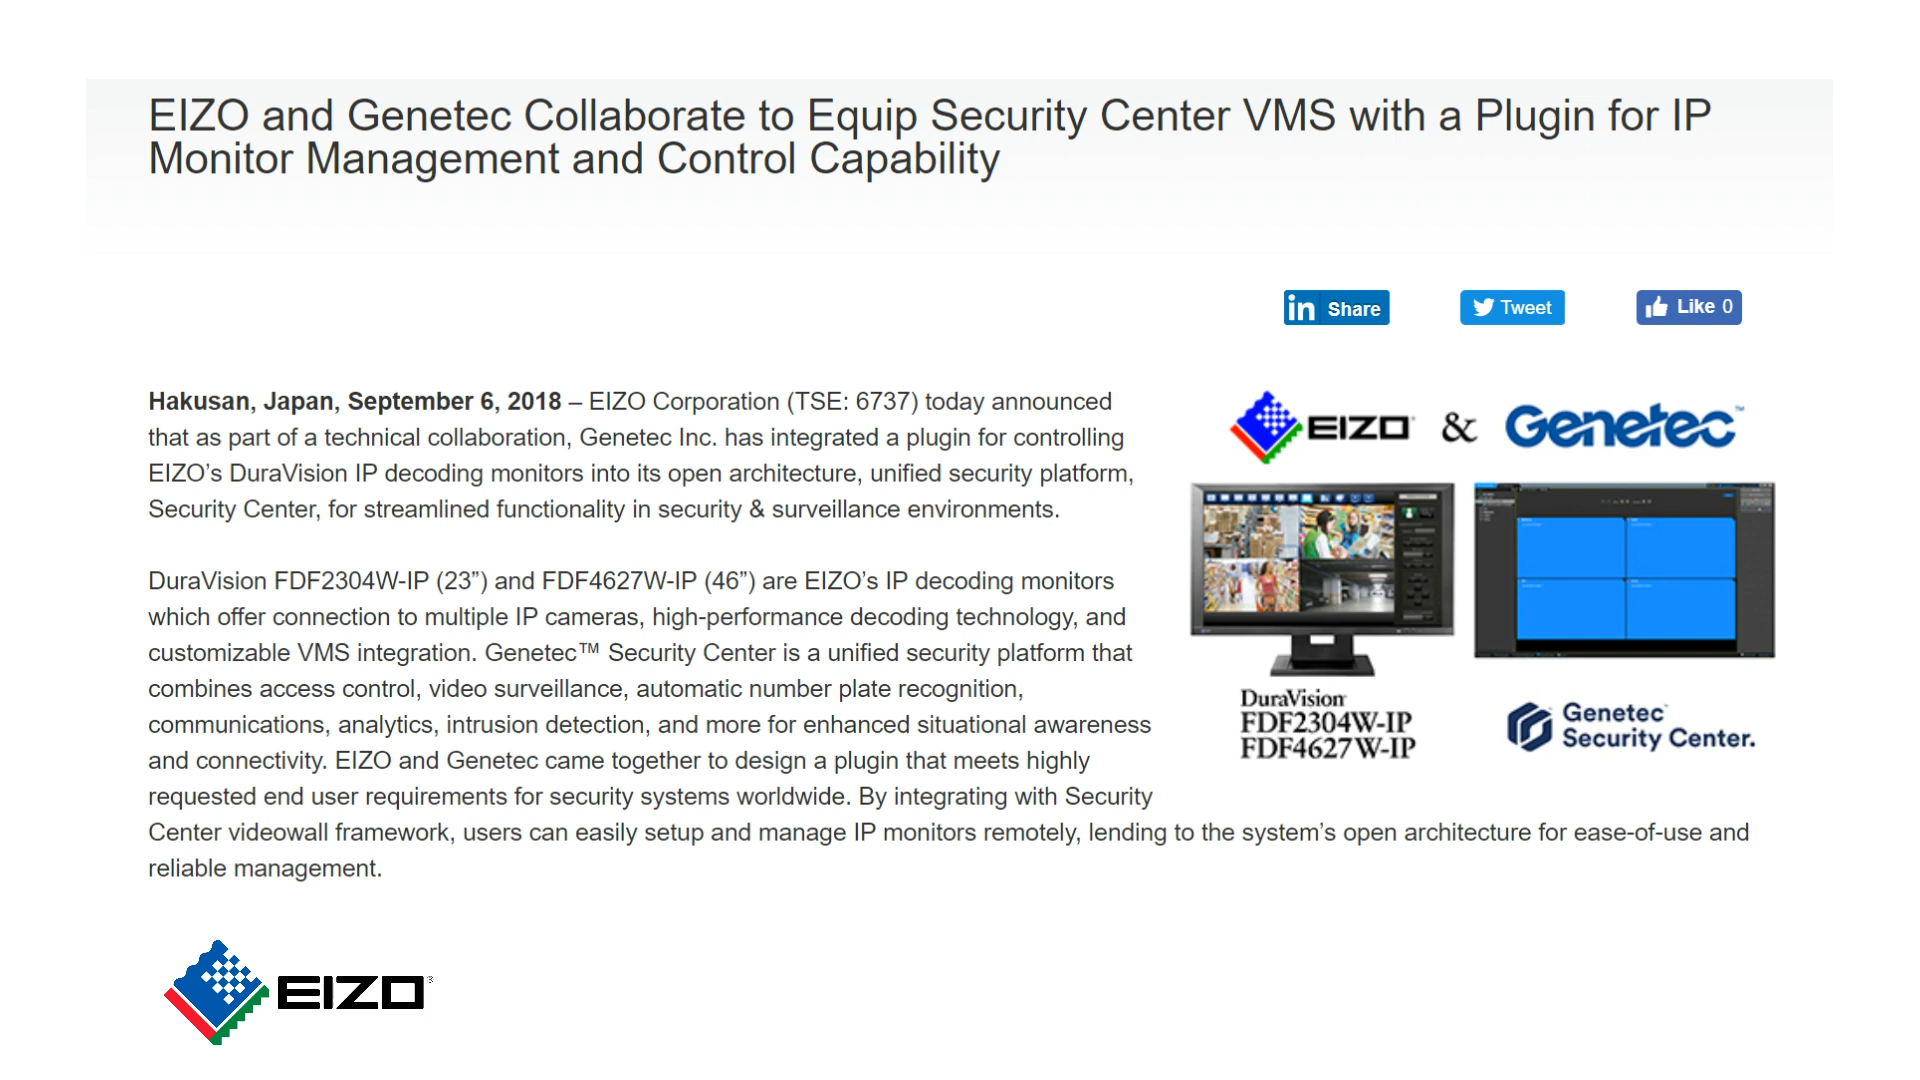 EIZO and Genetec Collaborate to Equip Security Center VMS with a Plugin for IP
Monitor Management and Control Capability
in Share
Tweet
Like 0
Hakusan, Japan, September 6, 2018 – EIZO Corporation (TSE: 6737) today announced
that as part of a technical collaboration, Genetec Inc. has integrated a plugin for controlling
EIZO’s DuraVision IP decoding monitors into its open architecture, unified security platform,
Security Center, for streamlined functionality in security & surveillance environments.
EIZO & Genetec™
DuraVision FDF2304W-IP (23”) and FDF4627W-IP (46”) are EIZO’s IP decoding monitors
which offer connection to multiple IP cameras, high-performance decoding technology, and
customizable VMS integration. Genetec™ Security Center is a unified security platform that
combines access control, video surveillance, automatic number plate recognition,
communications, analytics, intrusion detection, and more for enhanced situational awareness
and connectivity. EIZO and Genetec came together to design a plugin that meets highly
requested end user requirements for security systems worldwide. By integrating with Security
Center videowall framework, users can easily setup and manage IP monitors remotely, lending to the system’s open architecture for ease-of-use and
reliable management.
DuraVision
FDF2304W-IP
FDF4627W-IP
Genetec™
Security Center.
EIZO®